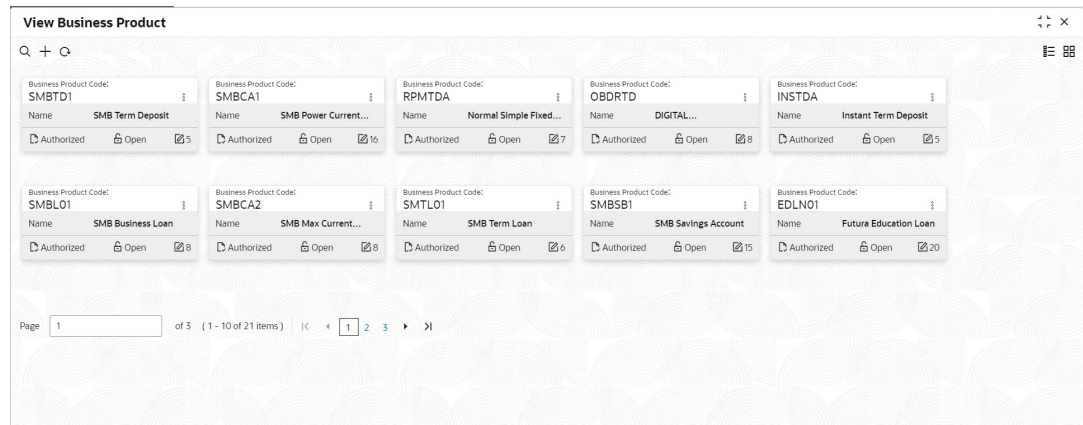 View Business Product
Business Product Code: Business Product Code: Business Product Code: Business Product Code: Business Product Code:
SMBTD1 SMBCA1 RPMTDA OBDRTD INSTDA
Name SMB Term Deposit Name SMB Power Current... Name Normal Simple Fixed... Name DIGITAL... Name Instant Term Deposit
Authorized Open 5 Authorized Open 16 Authorized Open 7 Authorized Open 8 Authorized Open 5
Business Product Code: Business Product Code: Business Product Code: Business Product Code: Business Product Code:
SMBL01 SMBCA2 SMTL01 SMBSB1 EDLN01
Name SMB Business Loan Name SMB Max Current... Name SMB Term Loan Name SMB Savings Account Name Futura Education Loan
Authorized Open 8 Authorized Open 8 Authorized Open 6 Authorized Open 15 Authorized Open 20
Page 1 of 3 (1 - 10 of 21 items) 1 2 3